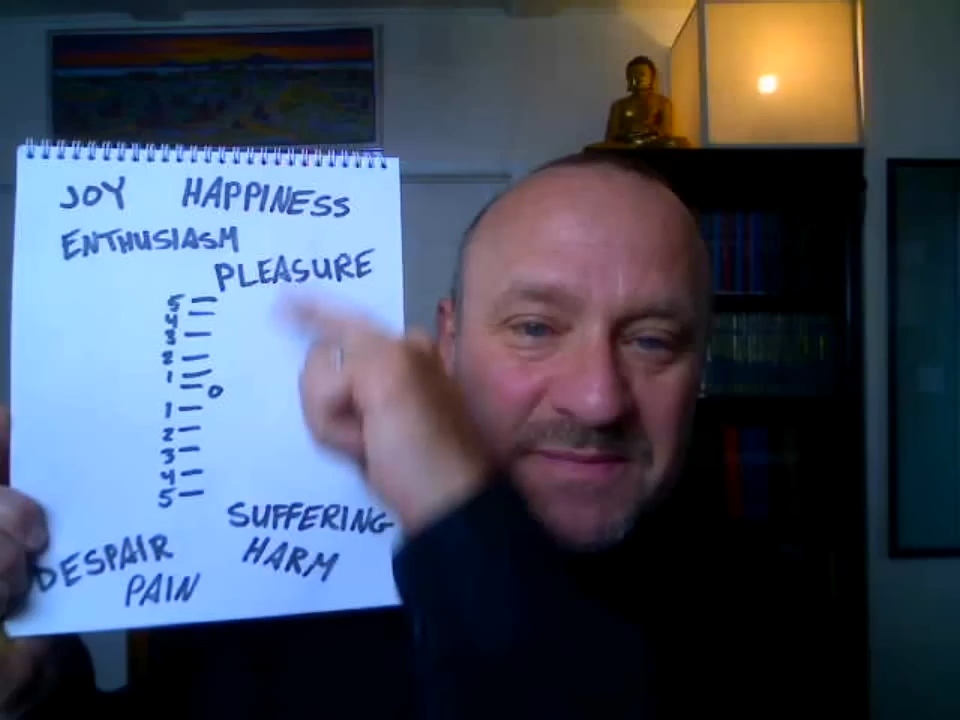 JOY HAPPINESS
ENTHUSIASM
PLEASURE
5
4
3
2
1
0
1
2
3
4
5
SUFFERING
DESPAIR HARM
PAIN